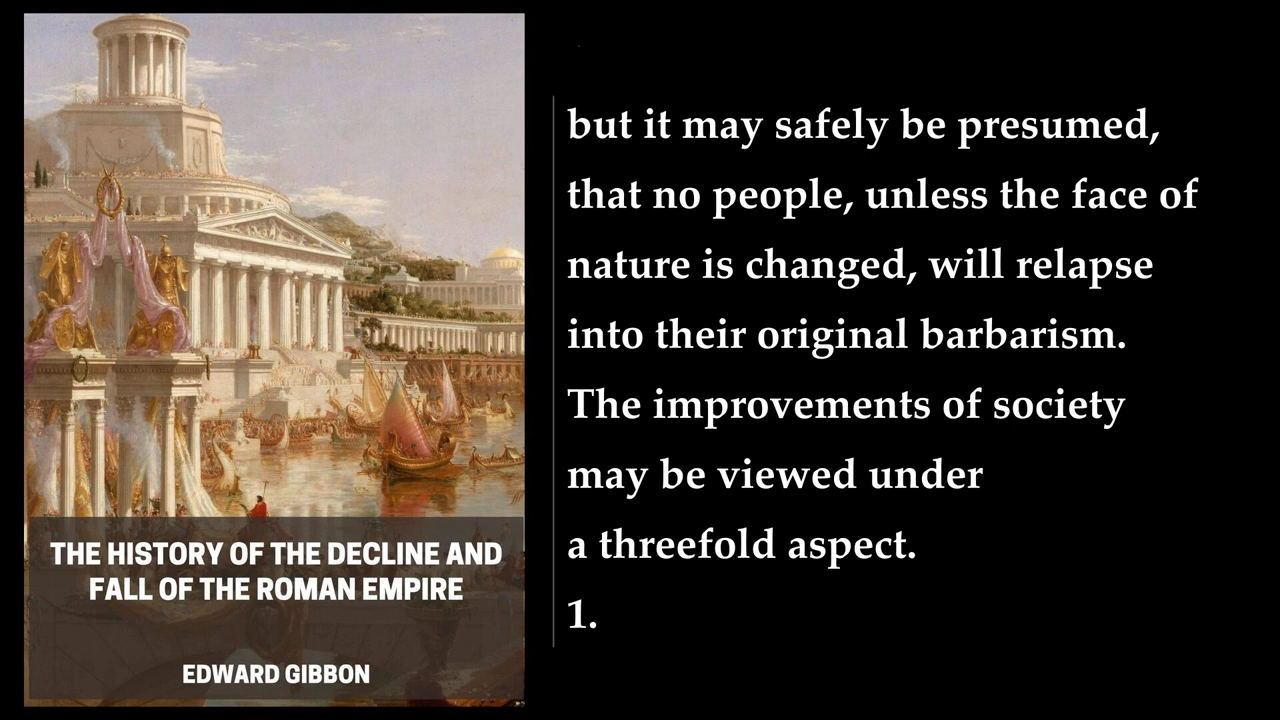 THE HISTORY OF THE DECLINE AND
FALL OF THE ROMAN EMPIRE
EDWARD GIBBON
but it may safely be presumed,
that no people, unless the face of
nature is changed, will relapse
into their original barbarism.
The improvements of society
may be viewed under
a threefold aspect.
1.